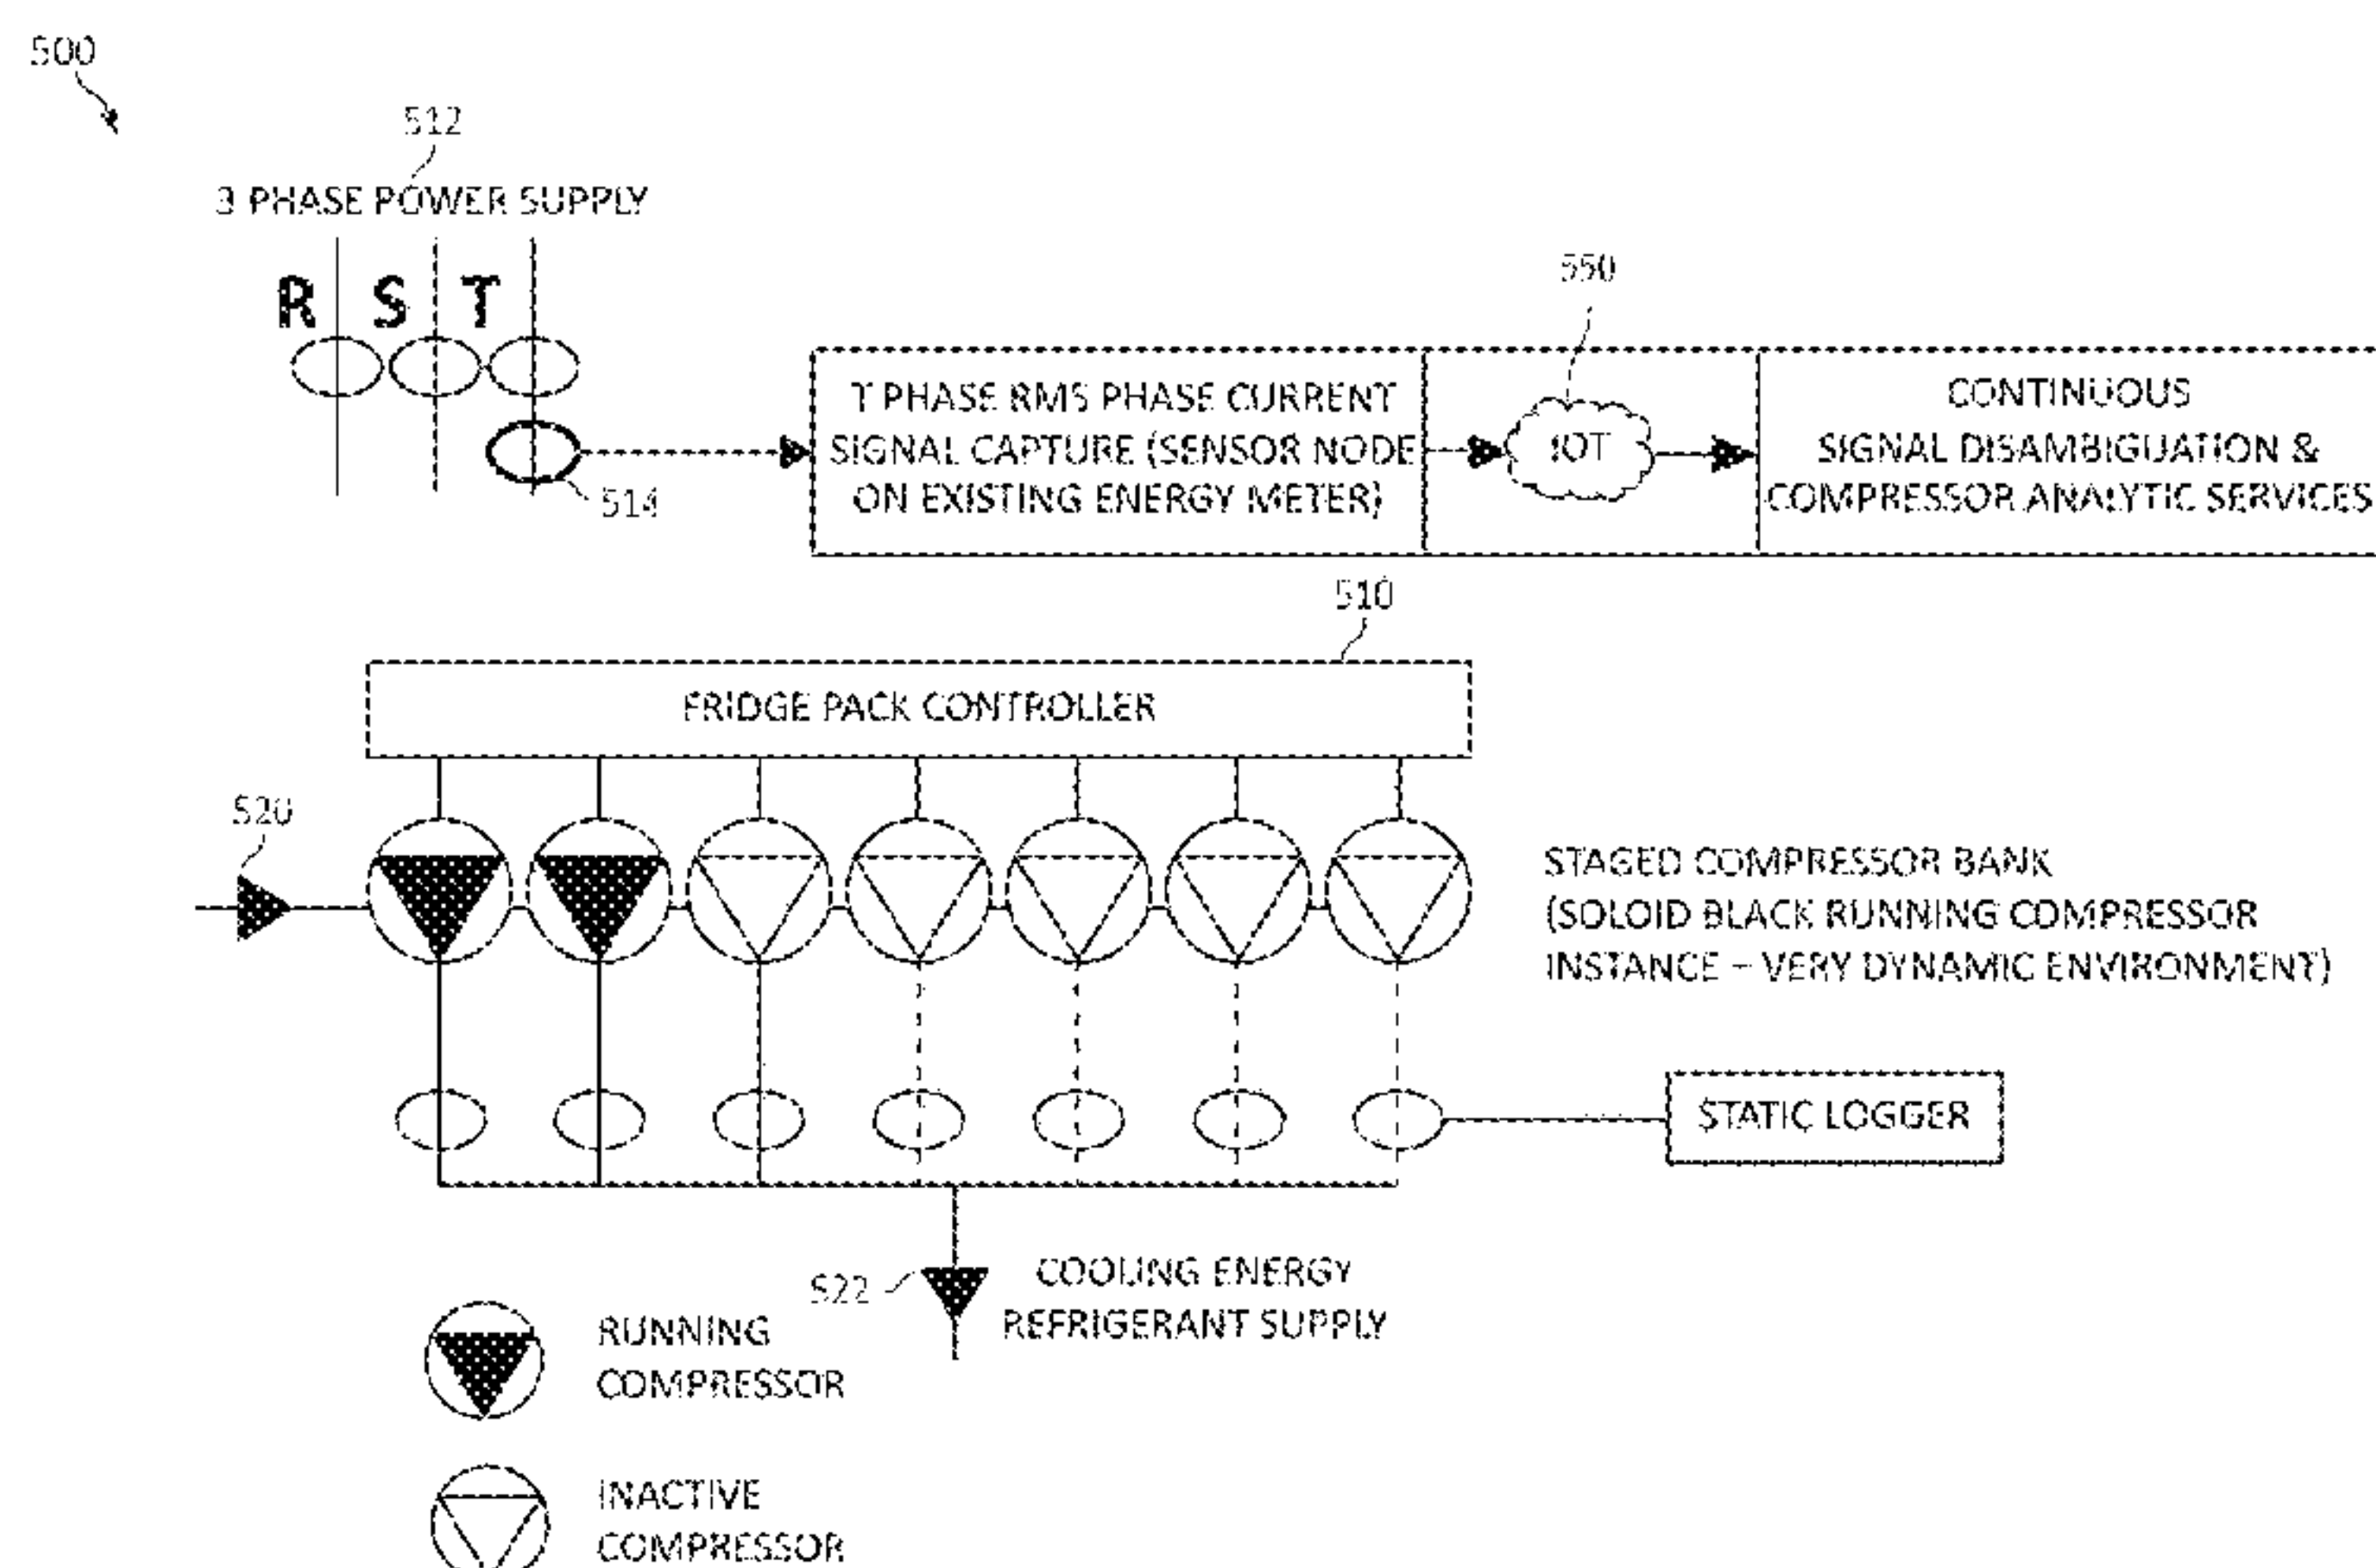 500
512
3 PHASE POWER SUPPLY
R S T
514
550
T PHASE RMS PHASE CURRENT
SIGNAL CAPTURE (SENSOR NODE
ON EXISTING ENERGY METER)
IOT
CONTINUOUS
SIGNAL DISAMBIGUATION &
COMPRESSOR ANALYTIC SERVICES
510
FRIDGE PACK CONTROLLER
520
STAGED COMPRESSOR BANK
(SOLOID BLACK RUNNING COMPRESSOR
INSTANCE – VERY DYNAMIC ENVIRONMENT)
STATIC LOGGER
522
COOLING ENERGY
REFRIGERANT SUPPLY
RUNNING
COMPRESSOR
INACTIVE
COMPRESSOR